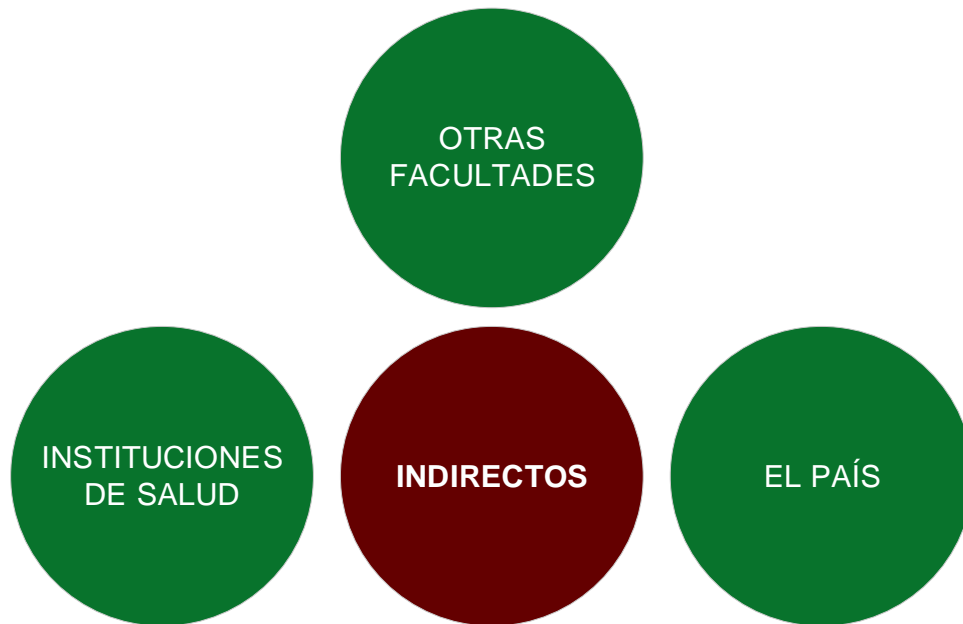 OTRAS
FACULTADES
INSTITUCIONES
DE SALUD
INDIRECTOS
EL PAÍS